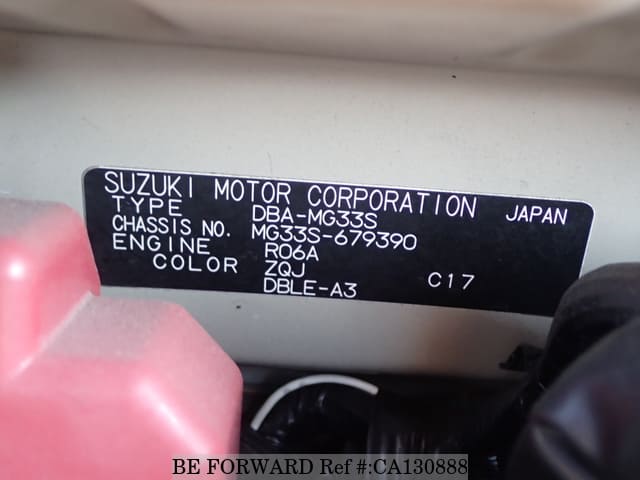 SUZUKI MOTOR CORPORATION JAPAN
TYPE DBA-MG33S
CHASSIS NO. MG33S-679390
ENGINE R06A
COLOR ZQJ
DBLE-A3 C17
BE FORWARD Ref #:CA130888